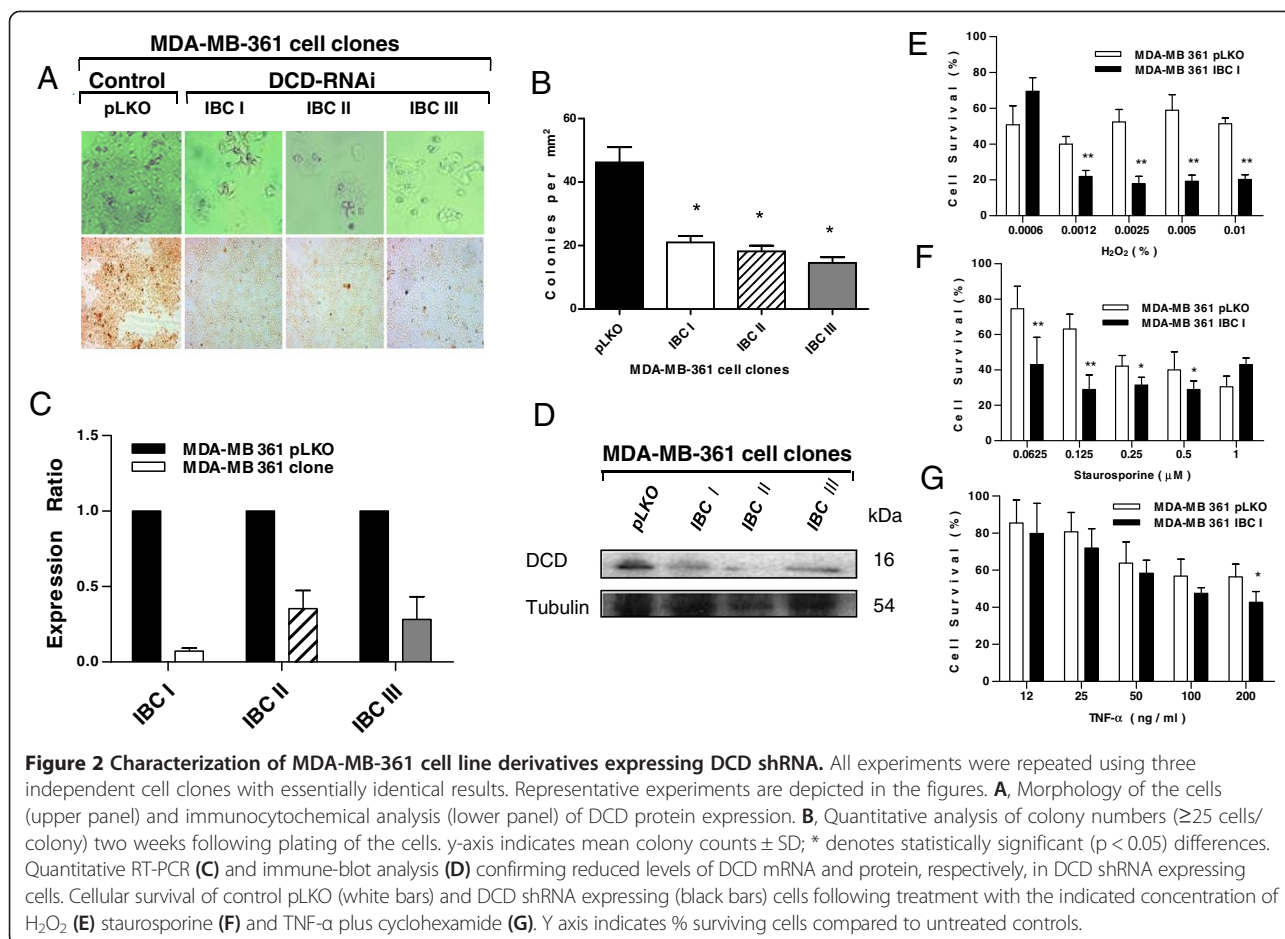 MDA-MB-361 cell clones
A
Control
DCD-RNAi
pLKO
IBC I
IBC II
IBC III
B
Colonies per mm²
60
40
20
0
pLKO
IBC I
IBC II
IBC III
*
*
*
MDA-MB-361 cell clones
C
Expression Ratio
1.5
1.0
0.5
0.0
MDA-MB 361 pLKO
MDA-MB 361 clone
IBC I
IBC II
IBC III
D
MDA-MB-361 cell clones
pLKO
IBC I
IBC II
IBC III
kDa
DCD
16
Tubulin
54
E
Cell Survival (%)
100
80
60
40
20
0
MDA-MB 361 pLKO
MDA-MB 361 IBC I
**
**
**
**
0.0006
0.0012
0.0025
0.005
0.01
H₂O₂ (%)
F
Cell Survival (%)
100
80
60
40
20
0
MDA-MB 361 pLKO
MDA-MB 361 IBC I
**
**
*
*
0.0625
0.125
0.25
0.5
1
Staurosporine (µM)
G
Cell Survival (%)
100
80
60
40
20
0
MDA-MB 361 pLKO
MDA-MB 361 IBC I
*
12
25
50
100
200
TNF-α (ng/ml)
Figure 2 Characterization of MDA-MB-361 cell line derivatives expressing DCD shRNA. All experiments were repeated using three
independent cell clones with essentially identical results. Representative experiments are depicted in the figures. A, Morphology of the cells
(upper panel) and immunocytochemical analysis (lower panel) of DCD protein expression. B, Quantitative analysis of colony numbers (≥25 cells/
colony) two weeks following plating of the cells. y-axis indicates mean colony counts ± SD; * denotes statistically significant (p < 0.05) differences.
Quantitative RT-PCR (C) and immune-blot analysis (D) confirming reduced levels of DCD mRNA and protein, respectively, in DCD shRNA expressing
cells. Cellular survival of control pLKO (white bars) and DCD shRNA expressing (black bars) cells following treatment with the indicated concentration of
H₂O₂ (E) staurosporine (F) and TNF-α plus cyclohexamide (G). Y axis indicates % surviving cells compared to untreated controls.